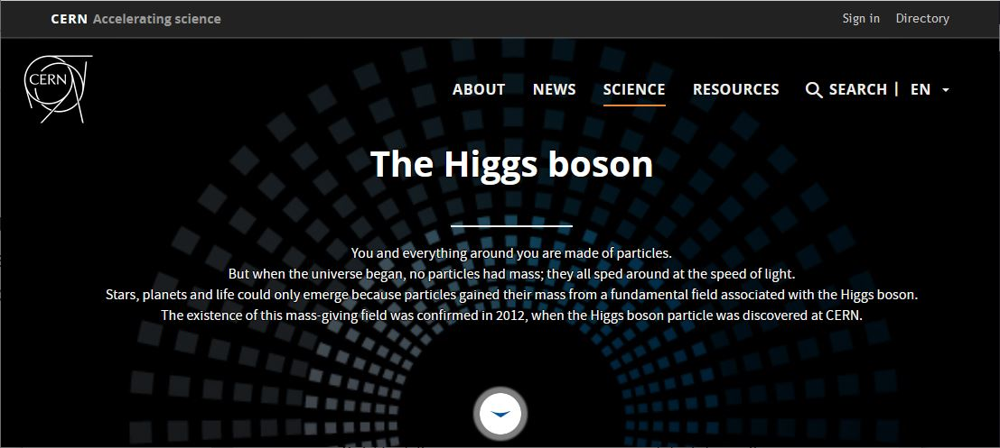 CERN Accelerating science
Sign in Directory
CERN
ABOUT NEWS SCIENCE RESOURCES SEARCH | EN
The Higgs boson
You and everything around you are made of particles.
But when the universe began, no particles had mass; they all sped around at the speed of light.
Stars, planets and life could only emerge because particles gained their mass from a fundamental field associated with the Higgs boson.
The existence of this mass-giving field was confirmed in 2012, when the Higgs boson particle was discovered at CERN.